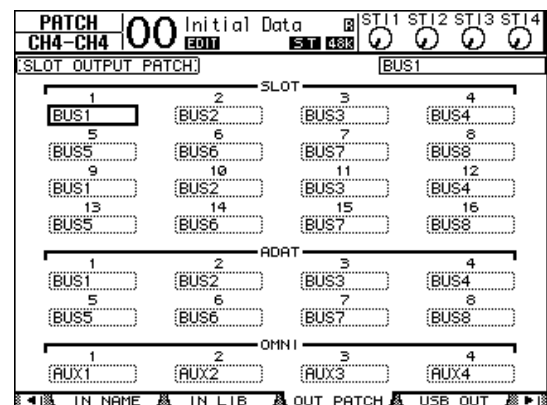 PATCH
CH4-CH4
00 Initial Data
EDIT ST 48K
ST11 ST12 ST13 ST14
SLOT OUTPUT PATCH
BUS1
SLOT
1 2 3 4
BUS1 BUS2 BUS3 BUS4
5 6 7 8
BUS5 BUS6 BUS7 BUS8
9 10 11 12
BUS1 BUS2 BUS3 BUS4
13 14 15 16
BUS5 BUS6 BUS7 BUS8
ADAT
1 2 3 4
BUS1 BUS2 BUS3 BUS4
5 6 7 8
BUS5 BUS6 BUS7 BUS8
OMNI
1 2 3 4
AUX1 AUX2 AUX3 AUX4
IN NAME IN LIB OUT PATCH USB OUT